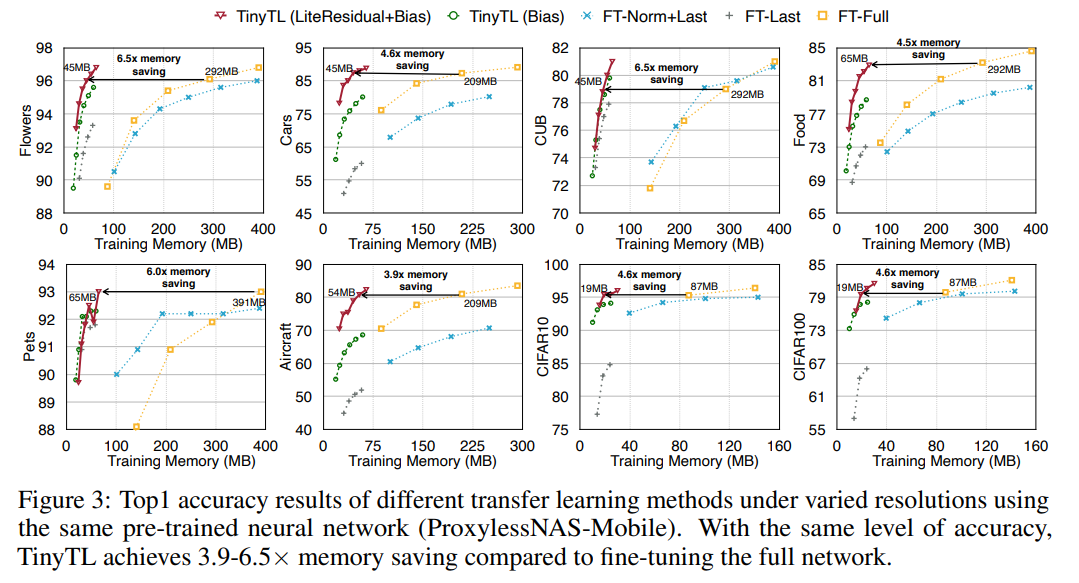 TinyTL (LiteResidual+Bias) TinyTL (Bias) FT-Norm+Last FT-Last FT-Full
98
96
94
92
90
88
Flowers
45MB
6.5x memory
saving
292MB
0 100 200 300 400
Training Memory (MB)
95
85
75
65
55
45
Cars
45MB
4.6x memory
saving
209MB
0 75 150 225 300
Training Memory (MB)
82
80
78
76
74
72
70
CUB
45MB
6.5x memory
saving
292MB
0 100 200 300 400
Training Memory (MB)
85
81
77
73
69
65
Food
65MB
4.5x memory
saving
292MB
0 100 200 300 400
Training Memory (MB)
94
93
92
91
90
89
88
Pets
65MB
6.0x memory
saving
391MB
0 100 200 300 400
Training Memory (MB)
90
80
70
60
50
40
Aircraft
54MB
3.9x memory
saving
209MB
0 75 150 225 300
Training Memory (MB)
100
95
90
85
80
75
CIFAR10
19MB
4.6x memory
saving
87MB
0 40 80 120 160
Training Memory (MB)
85
79
73
67
61
55
CIFAR100
19MB
4.6x memory
saving
87MB
0 40 80 120 160
Training Memory (MB)
Figure 3: Top1 accuracy results of different transfer learning methods under varied resolutions using
the same pre-trained neural network (ProxylessNAS-Mobile). With the same level of accuracy,
TinyTL achieves 3.9-6.5× memory saving compared to fine-tuning the full network.